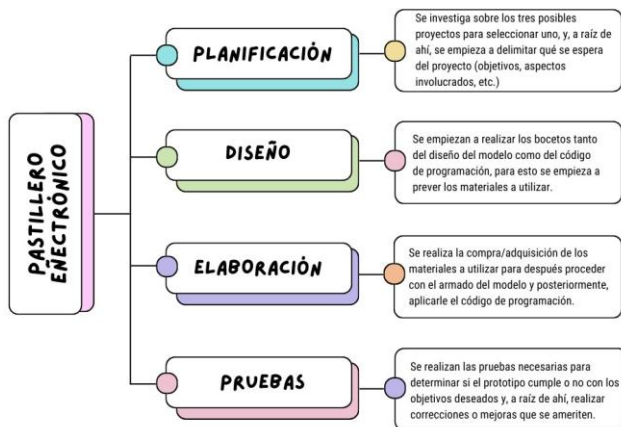 PASTILLERO
EÑECTRÓNICO
PLANIFICACIÓN
Se investiga sobre los tres posibles
proyectos para seleccionar uno, y, a raíz de
ahí, se empieza a delimitar qué se espera
del proyecto (objetivos, aspectos
involucrados, etc.)
DISEÑO
Se empiezan a realizar los bocetos tanto
del diseño del modelo como del código
de programación, para esto se empieza a
prever los materiales a utilizar.
ELABORACIÓN
Se realiza la compra/adquisición de los
materiales a utilizar para después proceder
con el armado del modelo y posteriormente,
aplicarle el código de programación.
PRUEBAS
Se realizan las pruebas necesarias para
determinar si el prototipo cumple o no con los
objetivos deseados y, a raíz de ahí, realizar
correcciones o mejoras que se ameriten.